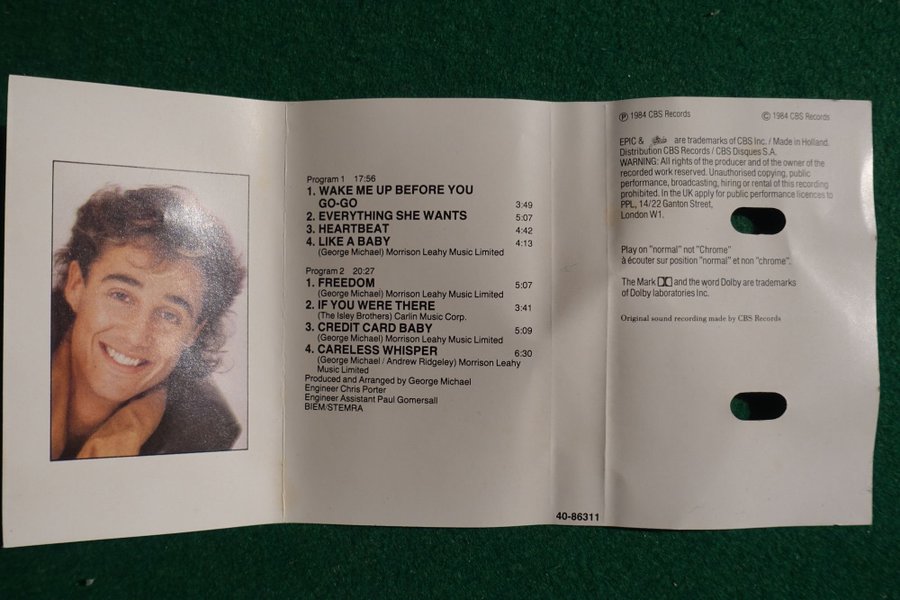 Program 1 17:56
1. WAKE ME UP BEFORE YOU
GO-GO 3:49
2. EVERYTHING SHE WANTS 5:07
3. HEARTBEAT 4:42
4. LIKE A BABY 4:13
(George Michael) Morrison Leahy Music Limited
Program 2 20:27
1. FREEDOM 5:07
(George Michael) Morrison Leahy Music Limited
2. IF YOU WERE THERE 3:41
(The Isley Brothers) Carlin Music Corp.
3. CREDIT CARD BABY 5:09
(George Michael) Morrison Leahy Music Limited
4. CARELESS WHISPER 6:30
(George Michael / Andrew Ridgeley) Morrison Leahy
Music Limited
Produced and Arranged by George Michael
Engineer Chris Porter
Engineer Assistant Paul Gomersall
BIEM/STEMRA
40-86311
Ⓟ 1984 CBS Records © 1984 CBS Records
EPIC & are trademarks of CBS Inc. / Made in Holland.
Distribution CBS Records / CBS Disques S.A.
WARNING: All rights of the producer and of the owner of the
recorded work reserved. Unauthorised copying, public
performance, broadcasting, hiring or rental of this recording
prohibited. In the UK apply for public performance licences to
PPL, 14/22 Ganton Street,
London W1.
Play on "normal" not "Chrome"
à écouter sur position "normal" et non "chrome".
The Mark and the word Dolby are trademarks
of Dolby laboratories Inc.
Original sound recording made by CBS Records